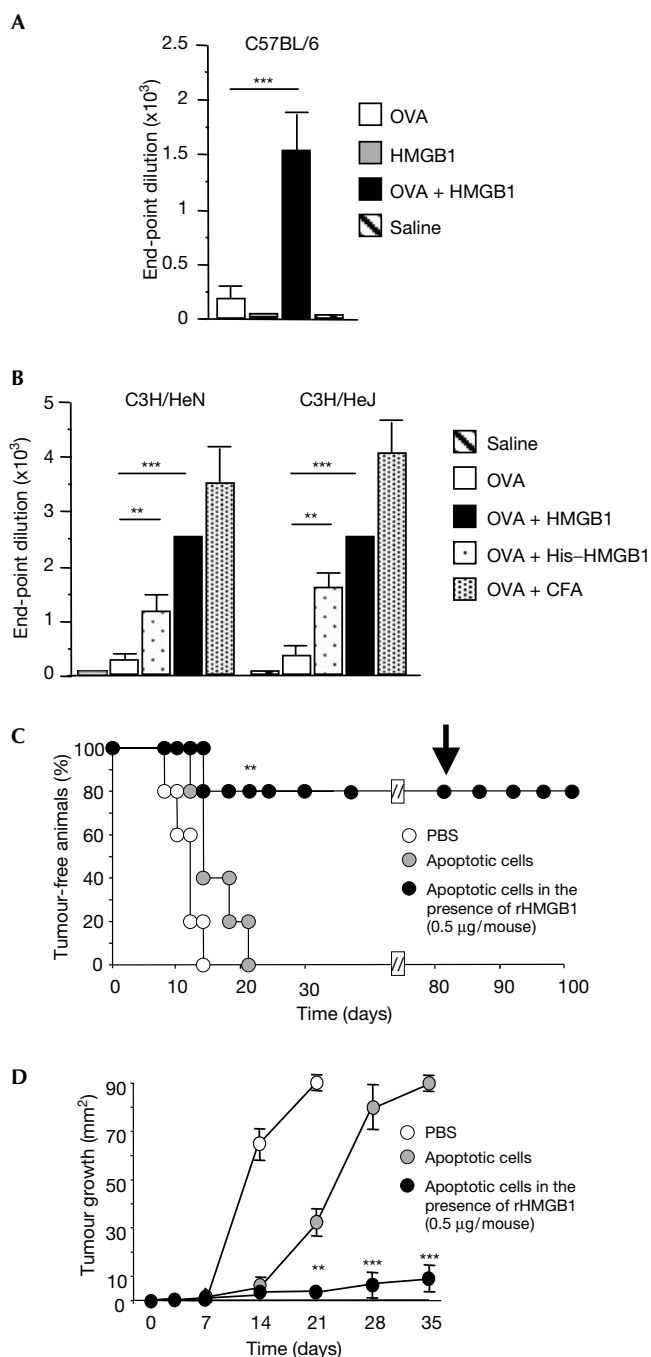 A
C57BL/6
End-point dilution (x10³)
2.5
2
1.5
1
0.5
0
***
OVA
HMGB1
OVA + HMGB1
Saline
B
C3H/HeN
C3H/HeJ
End-point dilution (x10³)
5
4
3
2
1
0
***
**
***
**
Saline
OVA
OVA + HMGB1
OVA + His–HMGB1
OVA + CFA
C
Tumour-free animals (%)
100
80
60
40
20
0
**
//
//
PBS
Apoptotic cells
Apoptotic cells in the
presence of rHMGB1
(0.5 μg/mouse)
0 10 20 30 80 90 100
Time (days)
D
Tumour growth (mm²)
90
70
50
30
10
0
PBS
Apoptotic cells
Apoptotic cells in the
presence of rHMGB1
(0.5 μg/mouse)
**
***
***
0 7 14 21 28 35
Time (days)